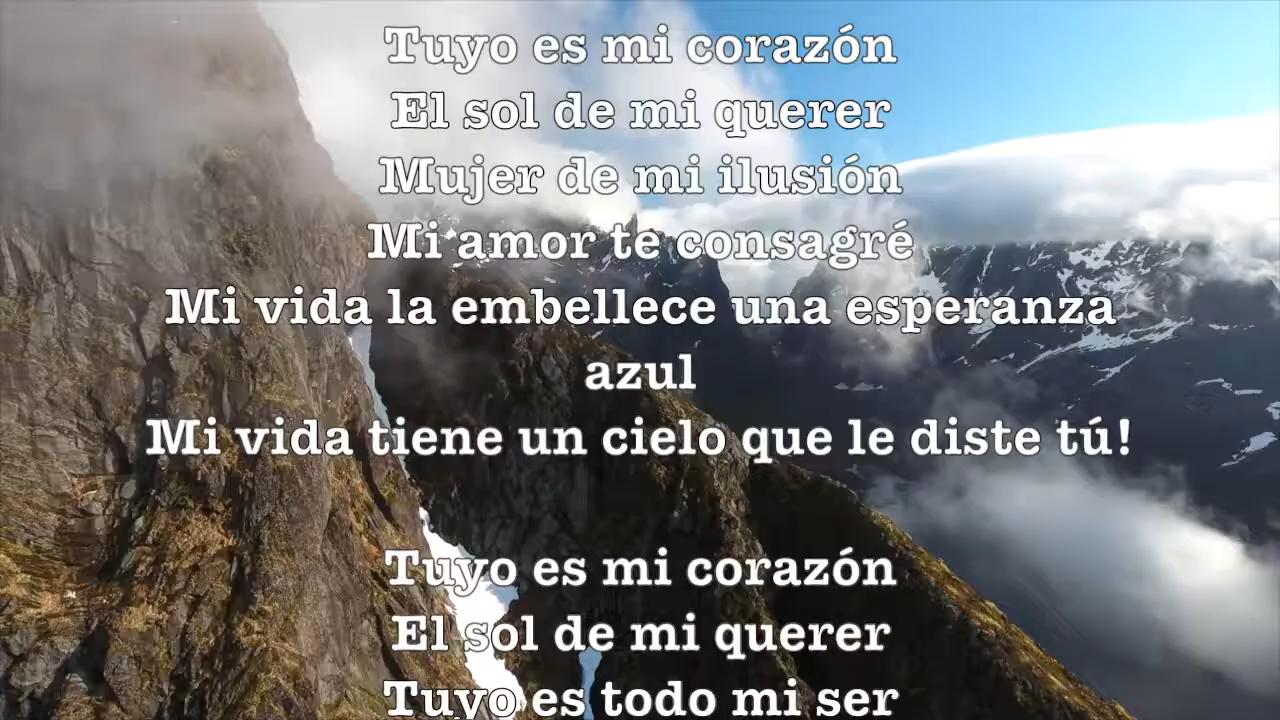 Tuyo es mi corazón
El sol de mi querer
Mujer de mi ilusión
Mi amor te consagré
Mi vida la embellece una esperanza
azul
Mi vida tiene un cielo que le diste tú!
Tuyo es mi corazón
El sol de mi querer
Tuyo es todo mi ser